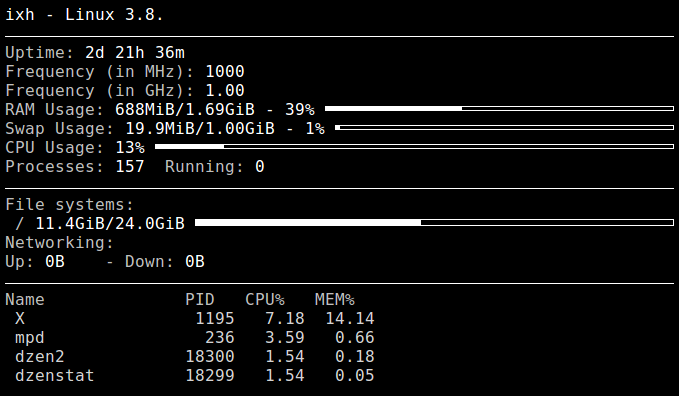 ixh - Linux 3.8.
Uptime: 2d 21h 36m
Frequency (in MHz): 1000
Frequency (in GHz): 1.00
RAM Usage: 688MiB/1.69GiB - 39%
Swap Usage: 19.9MiB/1.00GiB - 1%
CPU Usage: 13%
Processes: 157  Running: 0
File systems:
/ 11.4GiB/24.0GiB
Networking:
Up: 0B    - Down: 0B
Name              PID   CPU%   MEM%
X                 1195   7.18  14.14
mpd                236   3.59   0.66
dzen2            18300   1.54   0.18
dzenstat         18299   1.54   0.05